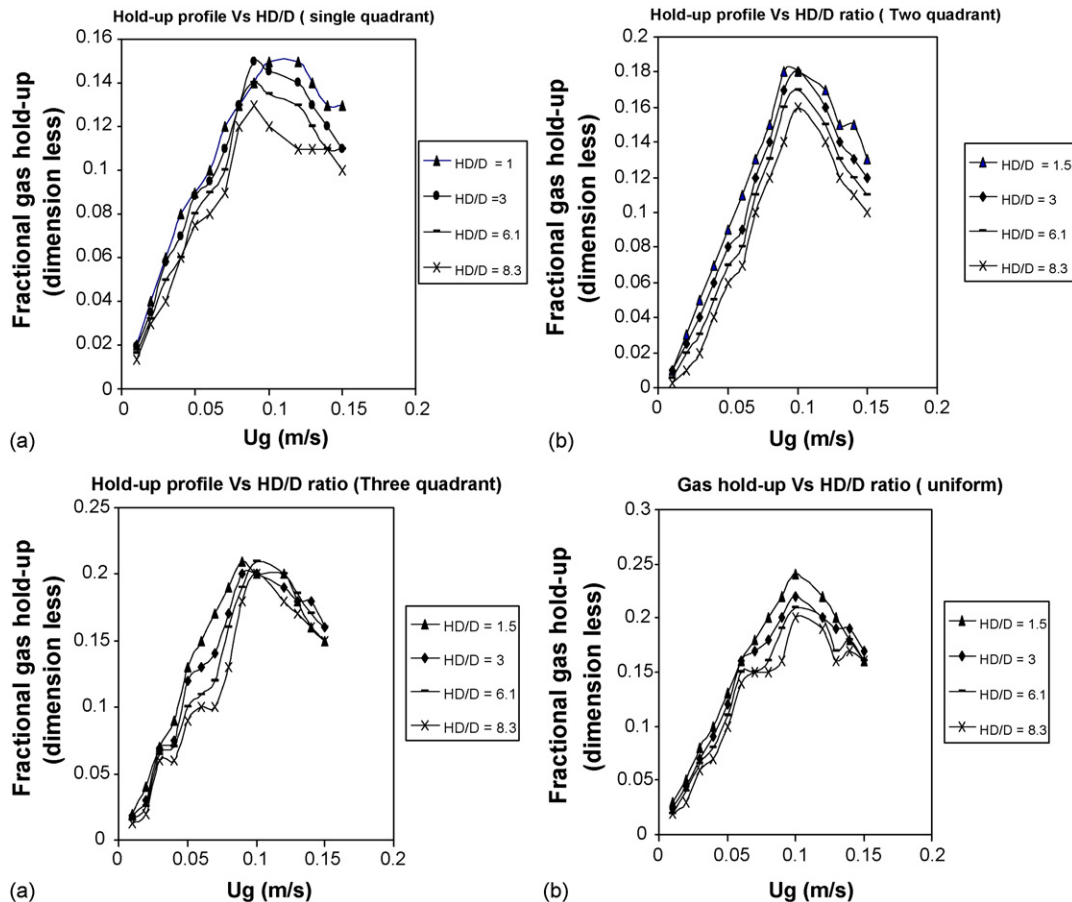 Hold-up profile Vs HD/D ( single quadrant)
0.16
0.14
0.12
0.1
0.08
0.06
0.04
0.02
0
Fractional gas hold-up
(dimension less)
0
0.05
0.1
0.15
0.2
Ug (m/s)
(a)
HD/D = 1
HD/D =3
HD/D = 6.1
HD/D = 8.3
Hold-up profile Vs HD/D ratio ( Two quadrant)
0.2
0.18
0.16
0.14
0.12
0.1
0.08
0.06
0.04
0.02
0
Fractional gas hold-up
(dimension less)
0
0.05
0.1
0.15
0.2
Ug (m/s)
(b)
HD/D = 1.5
HD/D = 3
HD/D = 6.1
HD/D = 8.3
Hold-up profile Vs HD/D ratio (Three quadrant)
0.25
0.2
0.15
0.1
0.05
0
Fractional gas hold-up
(dimension less)
0
0.05
0.1
0.15
0.2
Ug (m/s)
(a)
HD/D = 1.5
HD/D = 3
HD/D = 6.1
HD/D = 8.3
Gas hold-up Vs HD/D ratio ( uniform)
0.3
0.25
0.2
0.15
0.1
0.05
0
Fractional gas hold-up
(dimension less)
0
0.05
0.1
0.15
0.2
Ug (m/s)
(b)
HD/D = 1.5
HD/D = 3
HD/D = 6.1
HD/D = 8.3